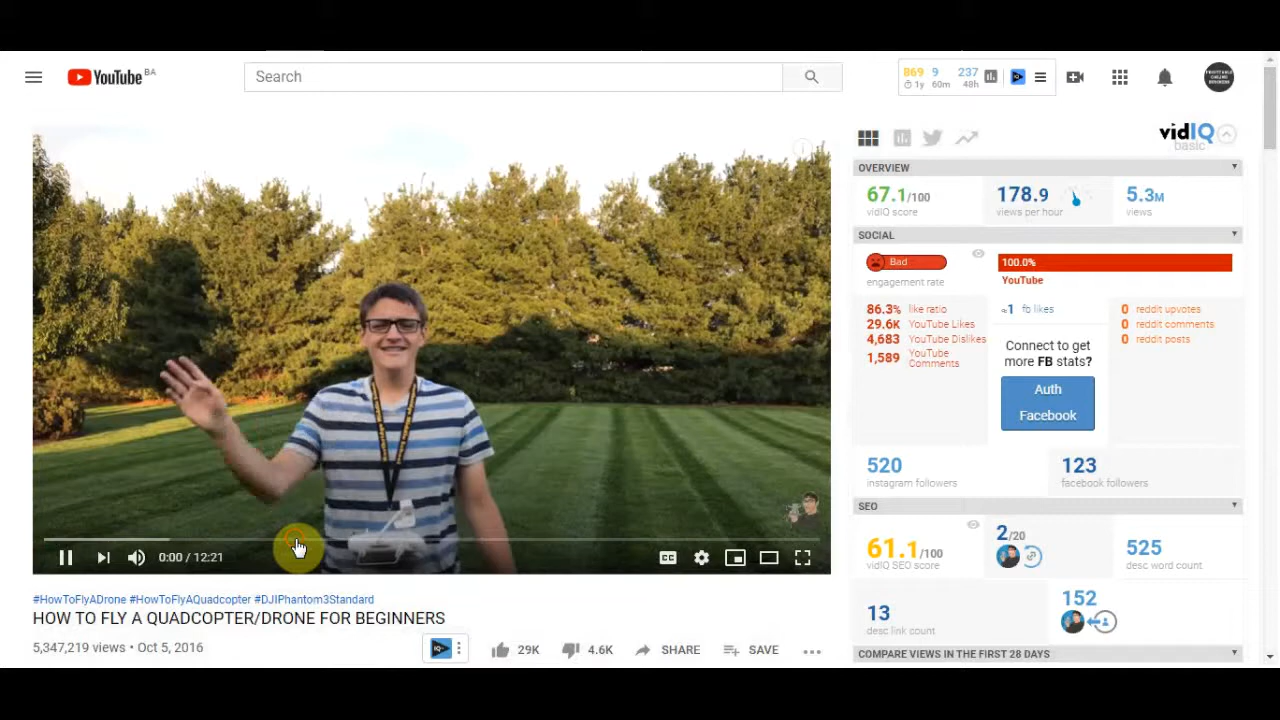 YouTube BA
Search
869 9 237
1y 60m 48h
vidIQ
basic
OVERVIEW
67.1/100 178.9 5.3M
vidIQ score views per hour views
SOCIAL
Bad 100.0%
engagement rate YouTube
86.3% like ratio ≈1 fb likes 0 reddit upvotes
29.6K YouTube Likes 0 reddit comments
4,683 YouTube Dislikes 0 reddit posts
1,589 YouTube Comments
Connect to get
more FB stats?
Auth
Facebook
520 123
instagram followers facebook followers
SEO
61.1/100 2/20 525
vidIQ SEO score desc word count
13 152
desc link count
COMPARE VIEWS IN THE FIRST 28 DAYS
0:00 / 12:21
CC
#HowToFlyADrone #HowToFlyAQuadcopter #DJIPhantom3Standard
HOW TO FLY A QUADCOPTER/DRONE FOR BEGINNERS
5,347,219 views • Oct 5, 2016 29K 4.6K SHARE SAVE